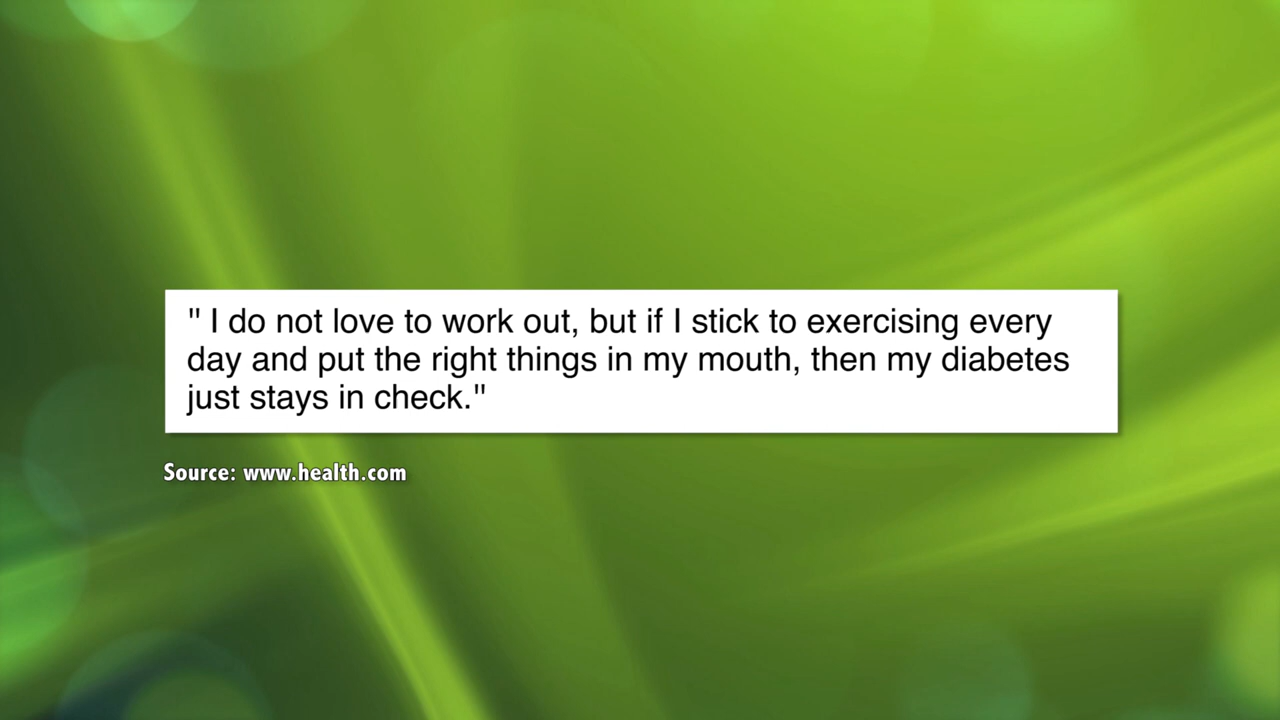 " I do not love to work out, but if I stick to exercising every
day and put the right things in my mouth, then my diabetes
just stays in check."
Source: www.health.com